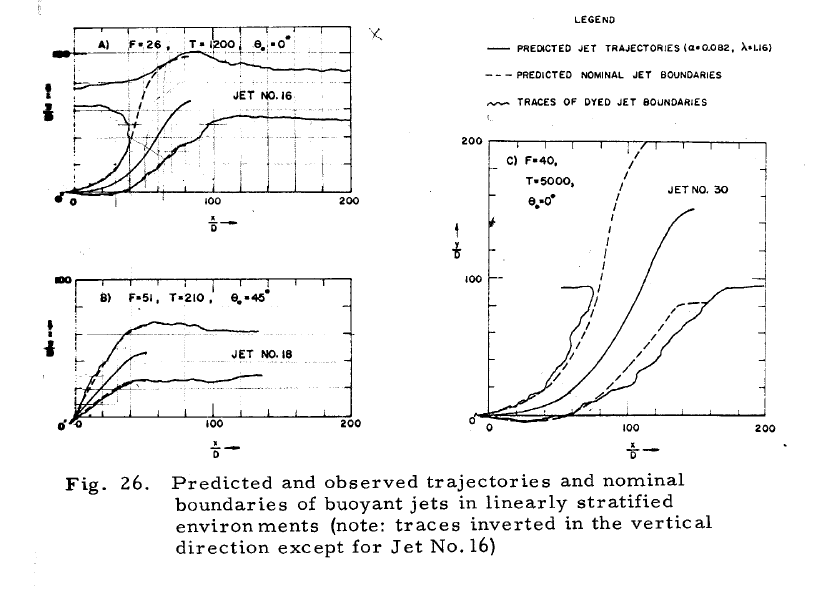 LEGEND
PREDICTED JET TRAJECTORIES (α=0.082, λ=1.16)
PREDICTED NOMINAL JET BOUNDARIES
TRACES OF DYED JET BOUNDARIES
A) F=26, T=1200, θ₀=0°
JET NO. 16
0
0
100
200
x/D
100
B) F=51, T=210, θ₀=45°
JET NO. 18
0
0
100
200
x/D
200
C) F=40,
T=5000,
θ₀=0°
JET NO. 30
y/D
100
0
0
100
200
x/D
Fig. 26. Predicted and observed trajectories and nominal
boundaries of buoyant jets in linearly stratified
environments (note: traces inverted in the vertical
direction except for Jet No. 16)